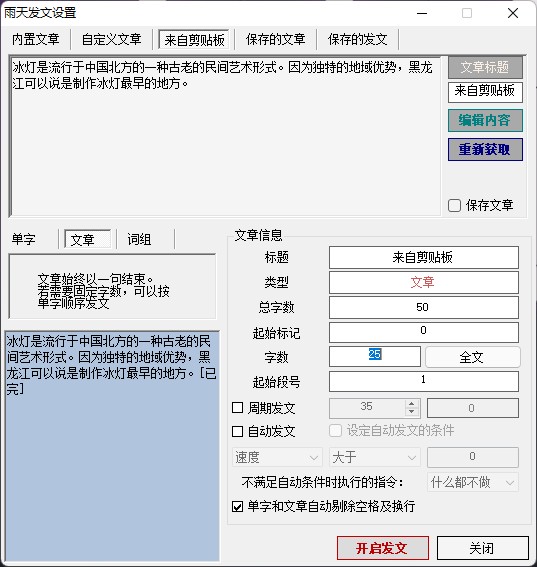 雨天发文设置
内置文章
自定义文章
来自剪贴板
保存的文章
保存的发文
冰灯是流行于中国北方的一种古老的民间艺术形式。因为独特的地域优势，黑龙
江可以说是制作冰灯最早的地方。
文章标题
来自剪贴板
编辑内容
重新获取
保存文章
单字
文章
词组
文章始终以一句结束。
若需要固定字数，可以按
单字顺序发文
冰灯是流行于中国北方的一种古老的民
间艺术形式。因为独特的地域优势，黑
龙江可以说是制作冰灯最早的地方。[已
完]
文章信息
标题
来自剪贴板
类型
文章
总字数
50
起始标记
0
字数
25
全文
起始段号
1
周期发文
35
0
自动发文
设定自动发文的条件
速度
大于
0
不满足自动条件时执行的指令：
什么都不做
单字和文章自动剔除空格及换行
开启发文
关闭